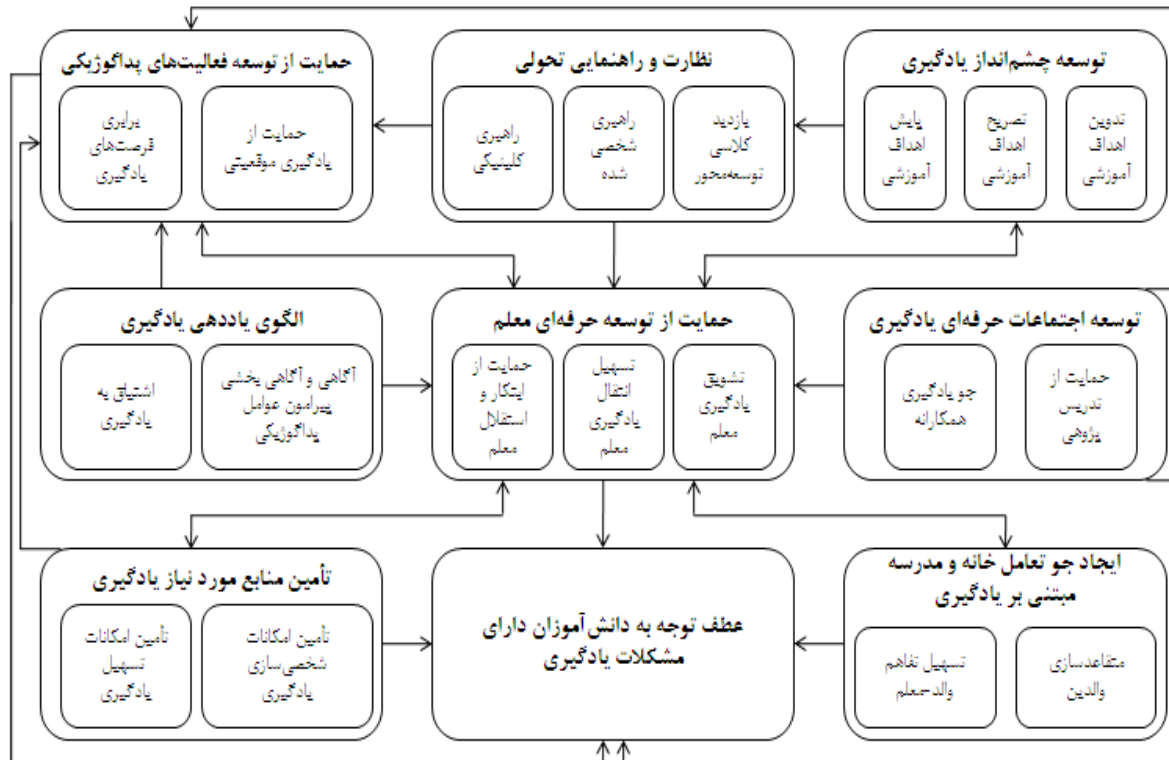 توسعه چشم‌انداز یادگیری
تدوین
اهداف
آموزشی
تصریح
اهداف
آموزشی
پایش
اهداف
آموزشی
نظارت و راهنمایی تحولی
بازدید
کلاسی
توسعه‌محور
راهبری
شخصی
شده
راهبری
کلینیکی
حمایت از توسعه فعالیت‌های پداگوژیکی
حمایت از
یادگیری موقعیتی
برابری
فرصت‌های
یادگیری
توسعه اجتماعات حرفه‌ای یادگیری
حمایت از
تدریس
پژوهی
جو یادگیری
همکارانه
حمایت از توسعه حرفه‌ای معلم
تشویق
یادگیری
معلم
تسهیل
انتقال
یادگیری
معلم
حمایت از
ابتکار و
استقلال
معلم
الگوی یاددهی یادگیری
آگاهی و آگاهی بخشی
پیرامون عوامل
پداگوژیکی
اشتیاق به
یادگیری
ایجاد جو تعامل خانه و مدرسه
مبتنی بر یادگیری
متقاعدسازی
والدین
تسهیل تفاهم
والد-معلم
عطف توجه به دانش‌آموزان دارای
مشکلات یادگیری
تأمین منابع مورد نیاز یادگیری
تأمین امکانات
شخصی‌سازی
یادگیری
تأمین امکانات
تسهیل
یادگیری